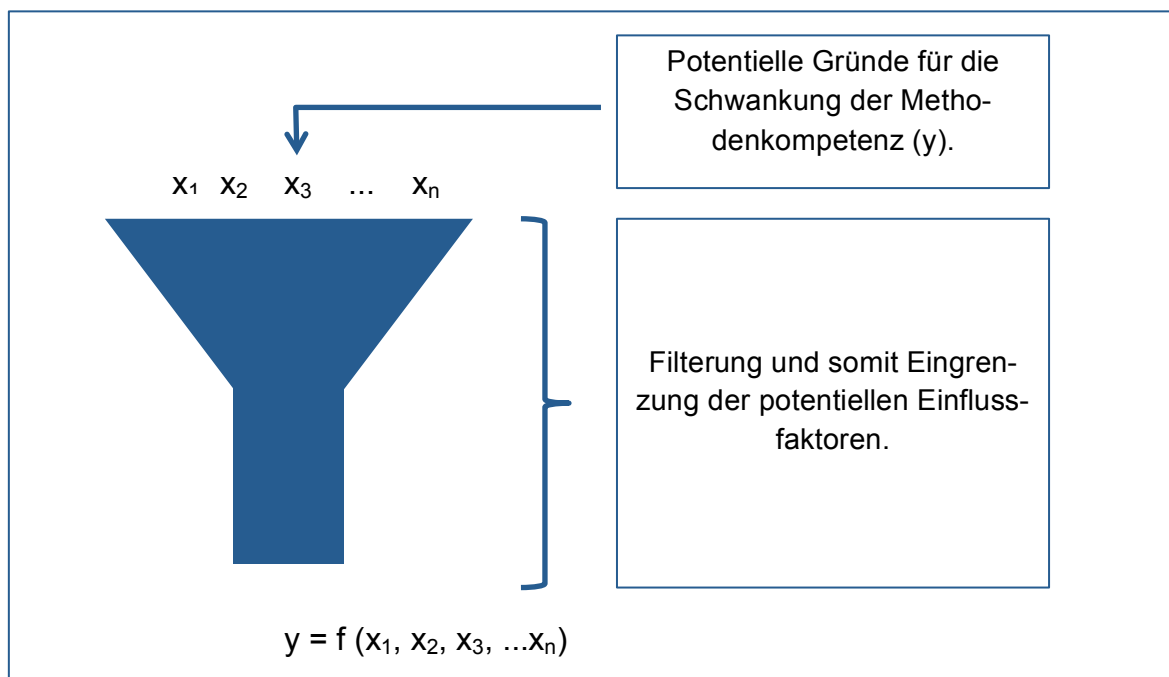 Potentielle Gründe für die
Schwankung der Metho-
denkompetenz (y).
x₁ x₂ x₃ ... xₙ
Filterung und somit Eingren-
zung der potentiellen Einfluss-
faktoren.
y = f (x₁, x₂, x₃, ...xₙ)